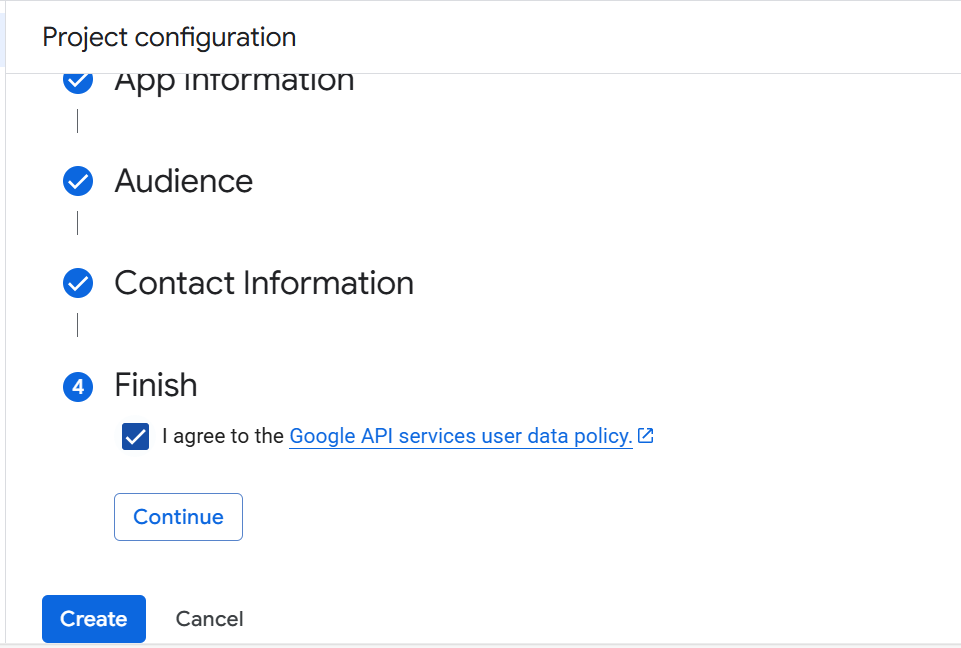 Project configuration
App Information
Audience
Contact Information
4 Finish
I agree to the Google API services user data policy.
Continue
Create Cancel